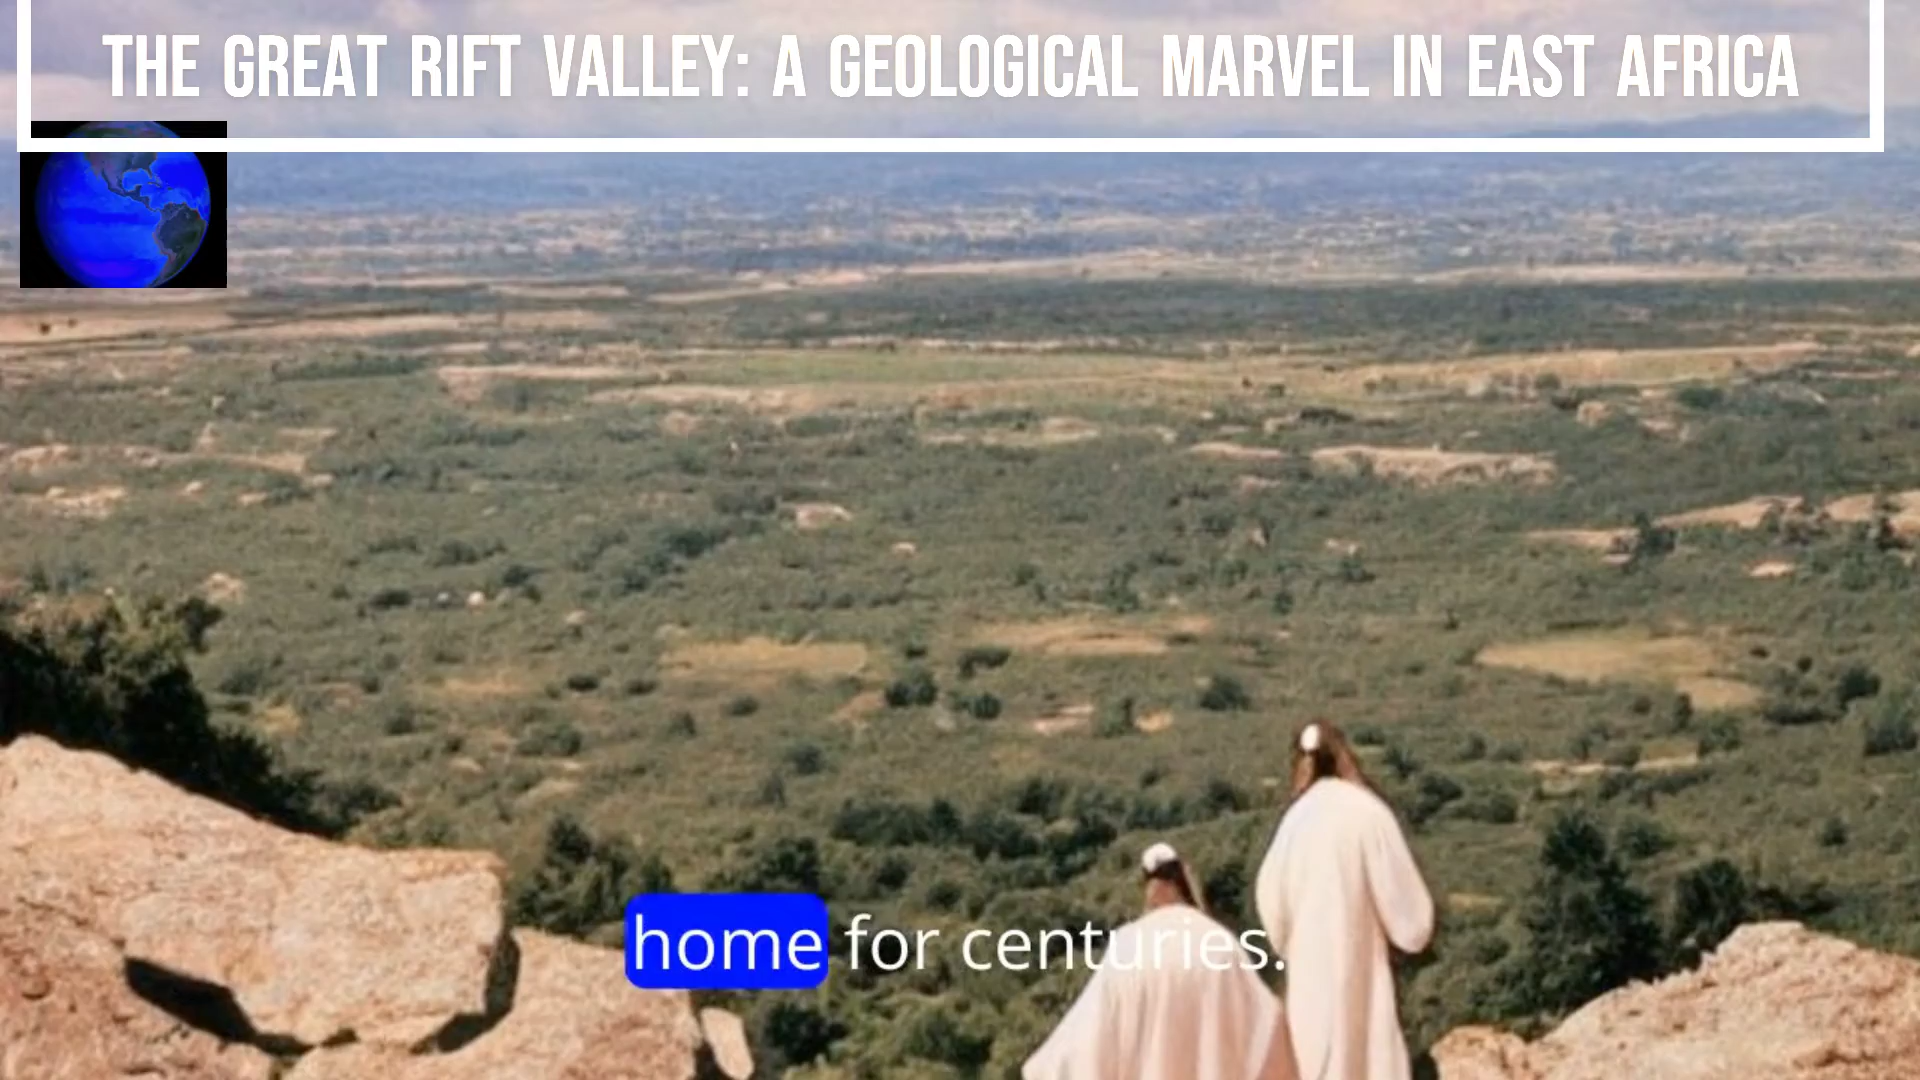 THE GREAT RIFT VALLEY: A GEOLOGICAL MARVEL IN EAST AFRICA
home for centuries.